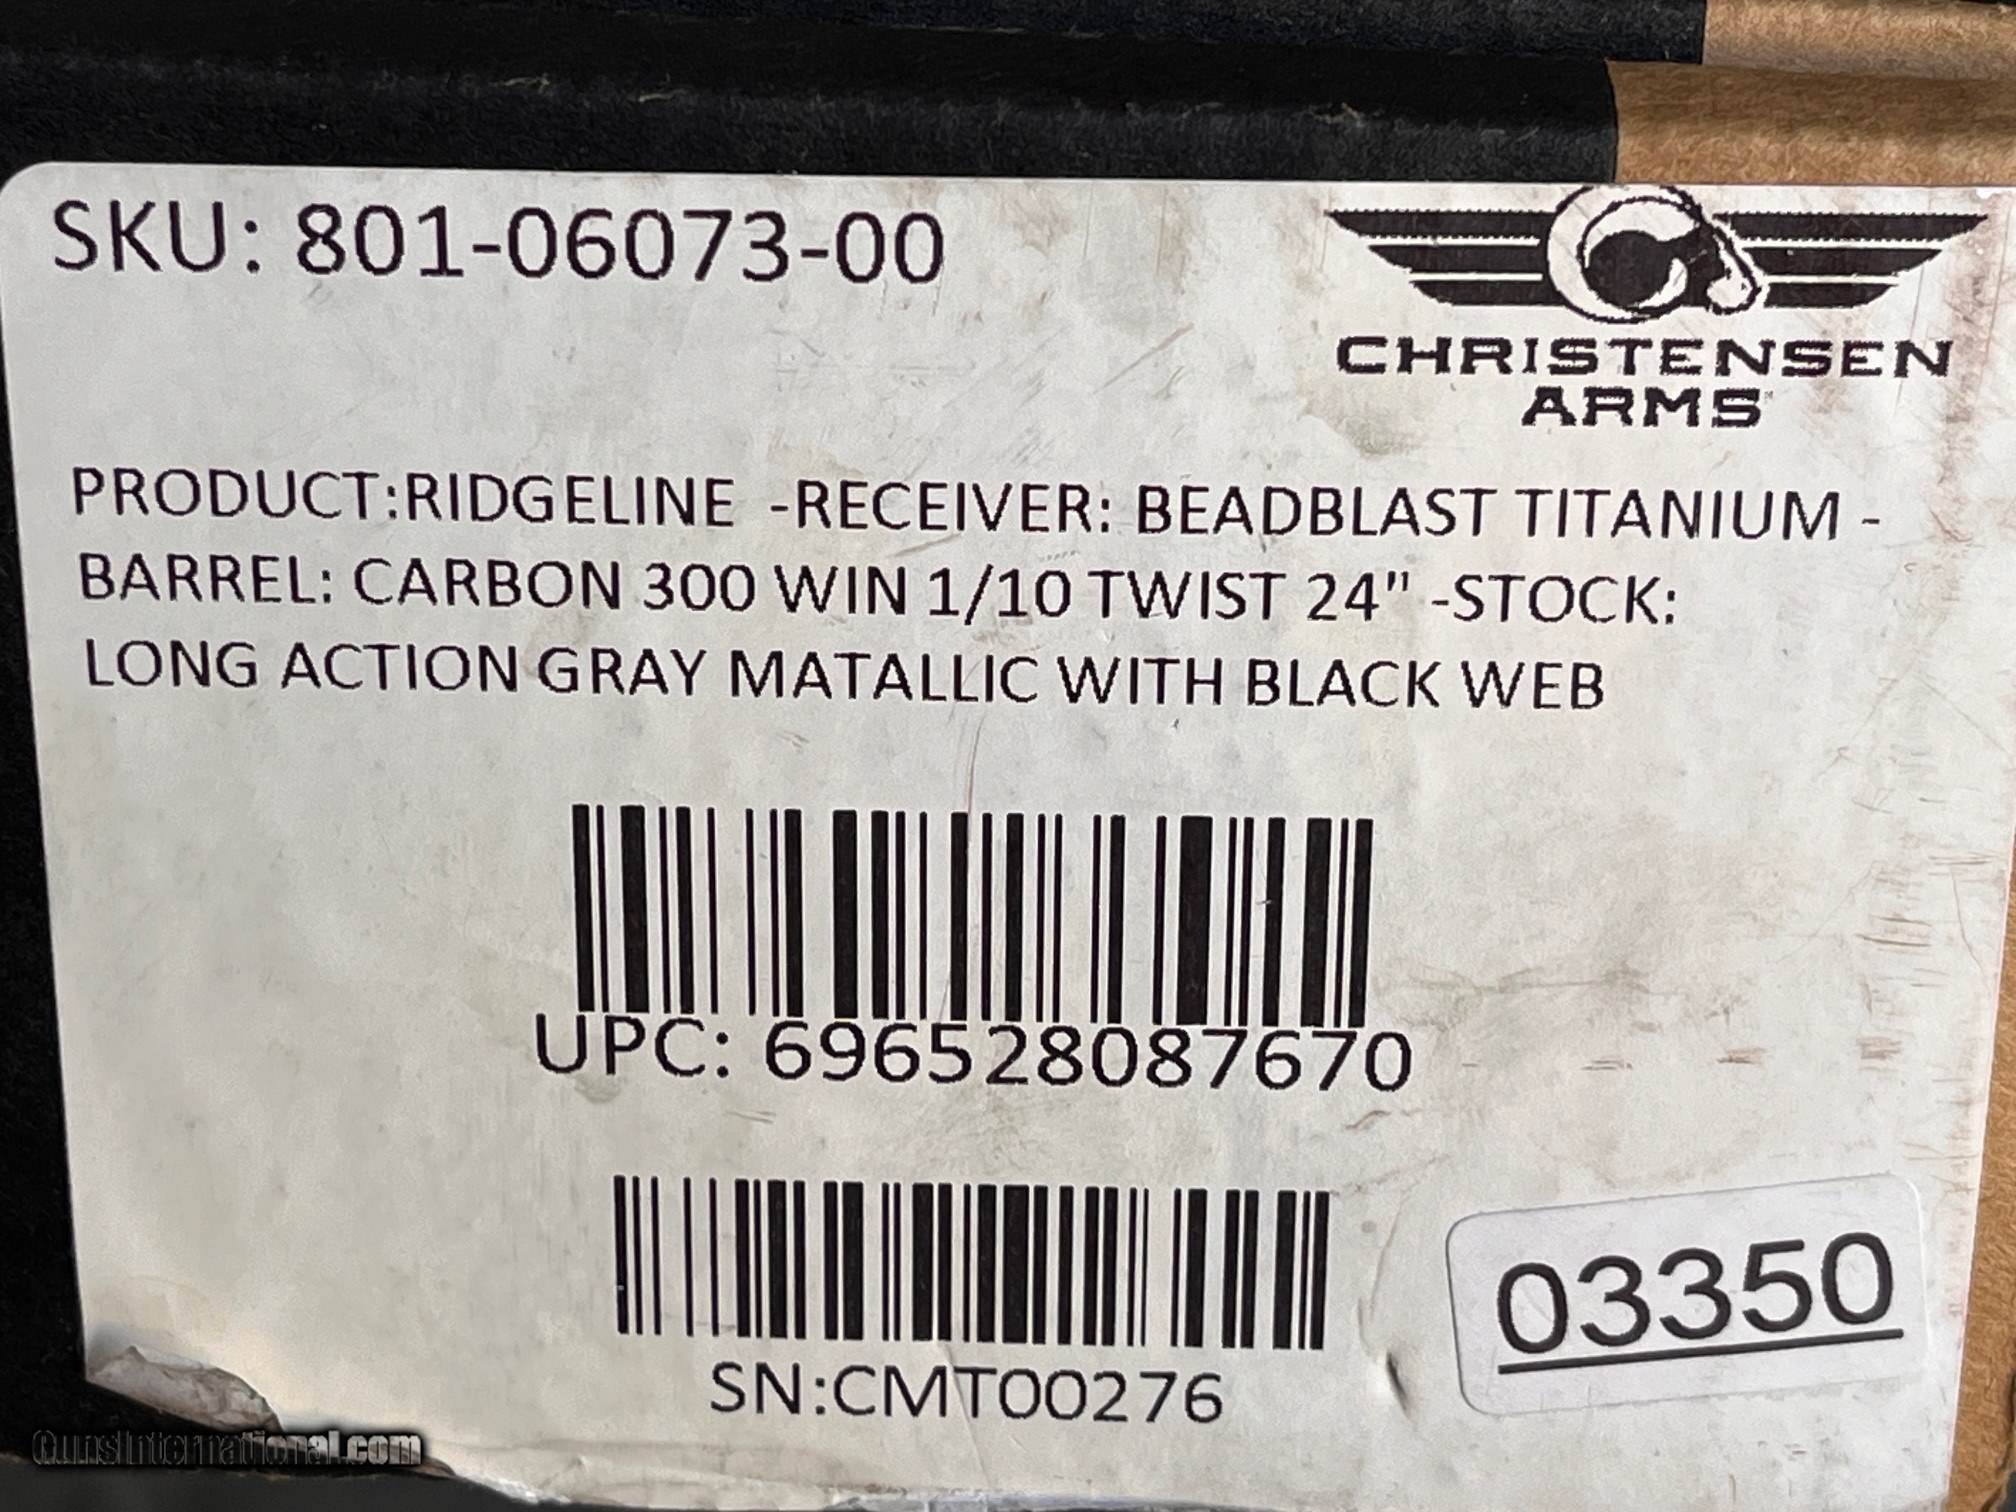 SKU: 801-06073-00
CHRISTENSEN
ARMS
PRODUCT:RIDGELINE -RECEIVER: BEADBLAST TITANIUM -
BARREL: CARBON 300 WIN 1/10 TWIST 24" -STOCK:
LONG ACTION GRAY MATALLIC WITH BLACK WEB
UPC: 696528087670
SN:CMT00276
03350
GunsInternational.com